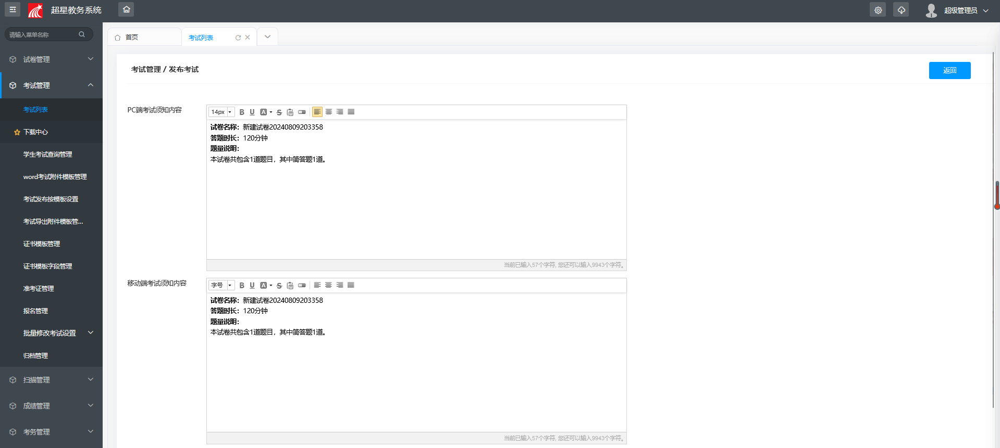 超星教务系统
超级管理员
请输入菜单名称
首页
考试列表
试卷管理
考试管理
考试列表
下载中心
学生考试查询管理
word考试附件模板管理
考试发布按模板设置
考试导出附件模板管...
证书模板管理
证书模板字段管理
准考证管理
报名管理
批量修改考试设置
归档管理
扫描管理
成绩管理
考务管理
考试管理 / 发布考试
返回
PC端考试须知内容
14px
B U A S
试卷名称：新建试卷20240809203358
答题时长：120分钟
题量说明：
本试卷共包含1道题目，其中简答题1道。
当前已输入57个字符, 您还可以输入9943个字符。
移动端考试须知内容
字号
B U A S
试卷名称：新建试卷20240809203358
答题时长：120分钟
题量说明：
本试卷共包含1道题目，其中简答题1道。
当前已输入57个字符, 您还可以输入9943个字符。